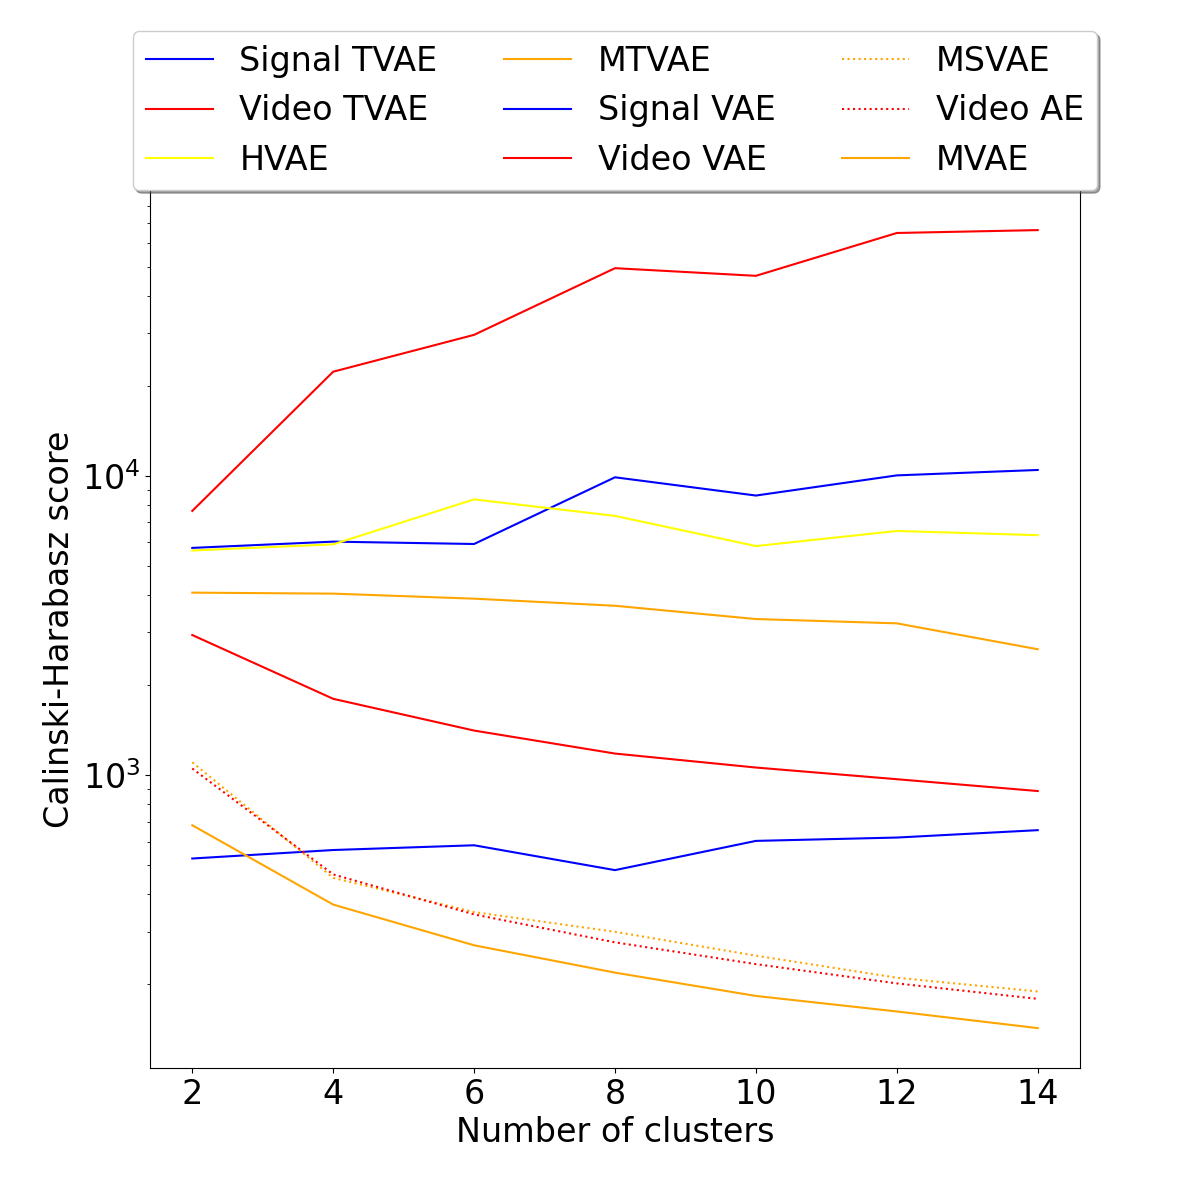 Signal TVAE
Video TVAE
HVAE
MTVAE
Signal VAE
Video VAE
MSVAE
Video AE
MVAE
Calinski-Harabasz score
10⁴
10³
2 4 6 8 10 12 14
Number of clusters